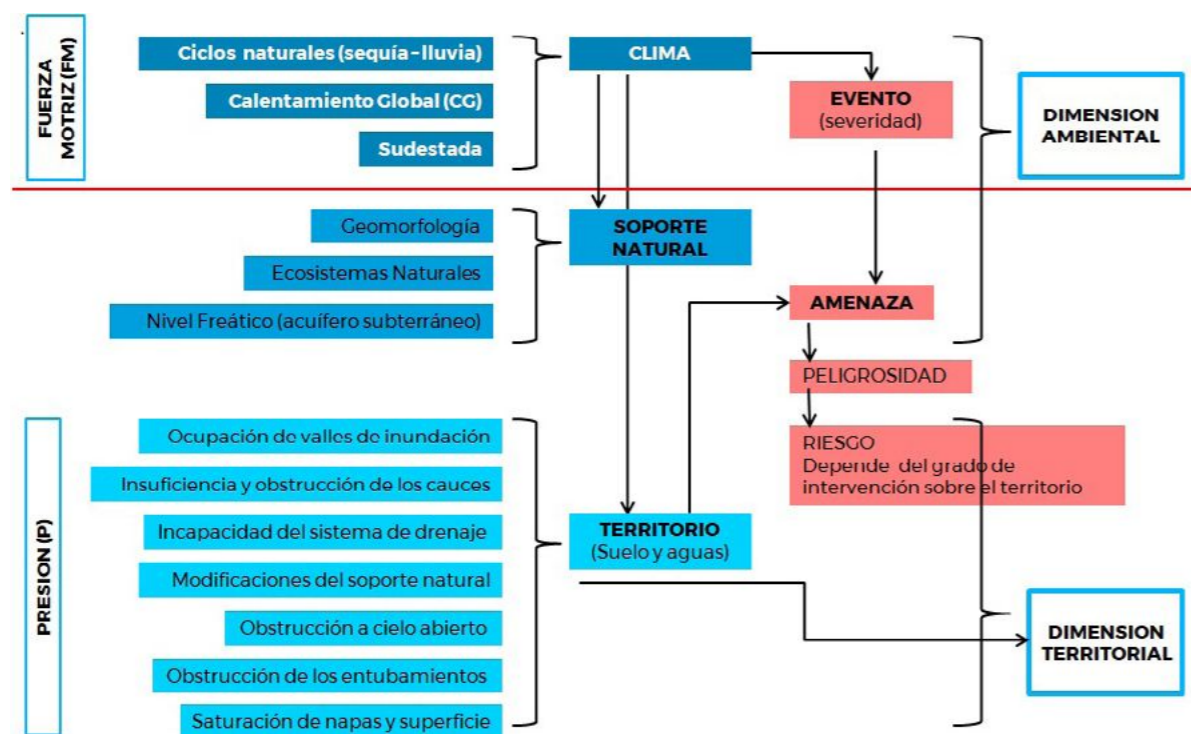 FUERZA
MOTRIZ (FM)
Ciclos naturales (sequía - lluvia)
Calentamiento Global (CG)
Sudestada
CLIMA
EVENTO
(severidad)
DIMENSION
AMBIENTAL
Geomorfología
Ecosistemas Naturales
Nivel Freático (acuífero subterráneo)
SOPORTE
NATURAL
AMENAZA
PELIGROSIDAD
RIESGO
Depende del grado de
intervención sobre el territorio
PRESION (P)
Ocupación de valles de inundación
Insuficiencia y obstrucción de los cauces
Incapacidad del sistema de drenaje
Modificaciones del soporte natural
Obstrucción a cielo abierto
Obstrucción de los entubamientos
Saturación de napas y superficie
TERRITORIO
(Suelo y aguas)
DIMENSION
TERRITORIAL